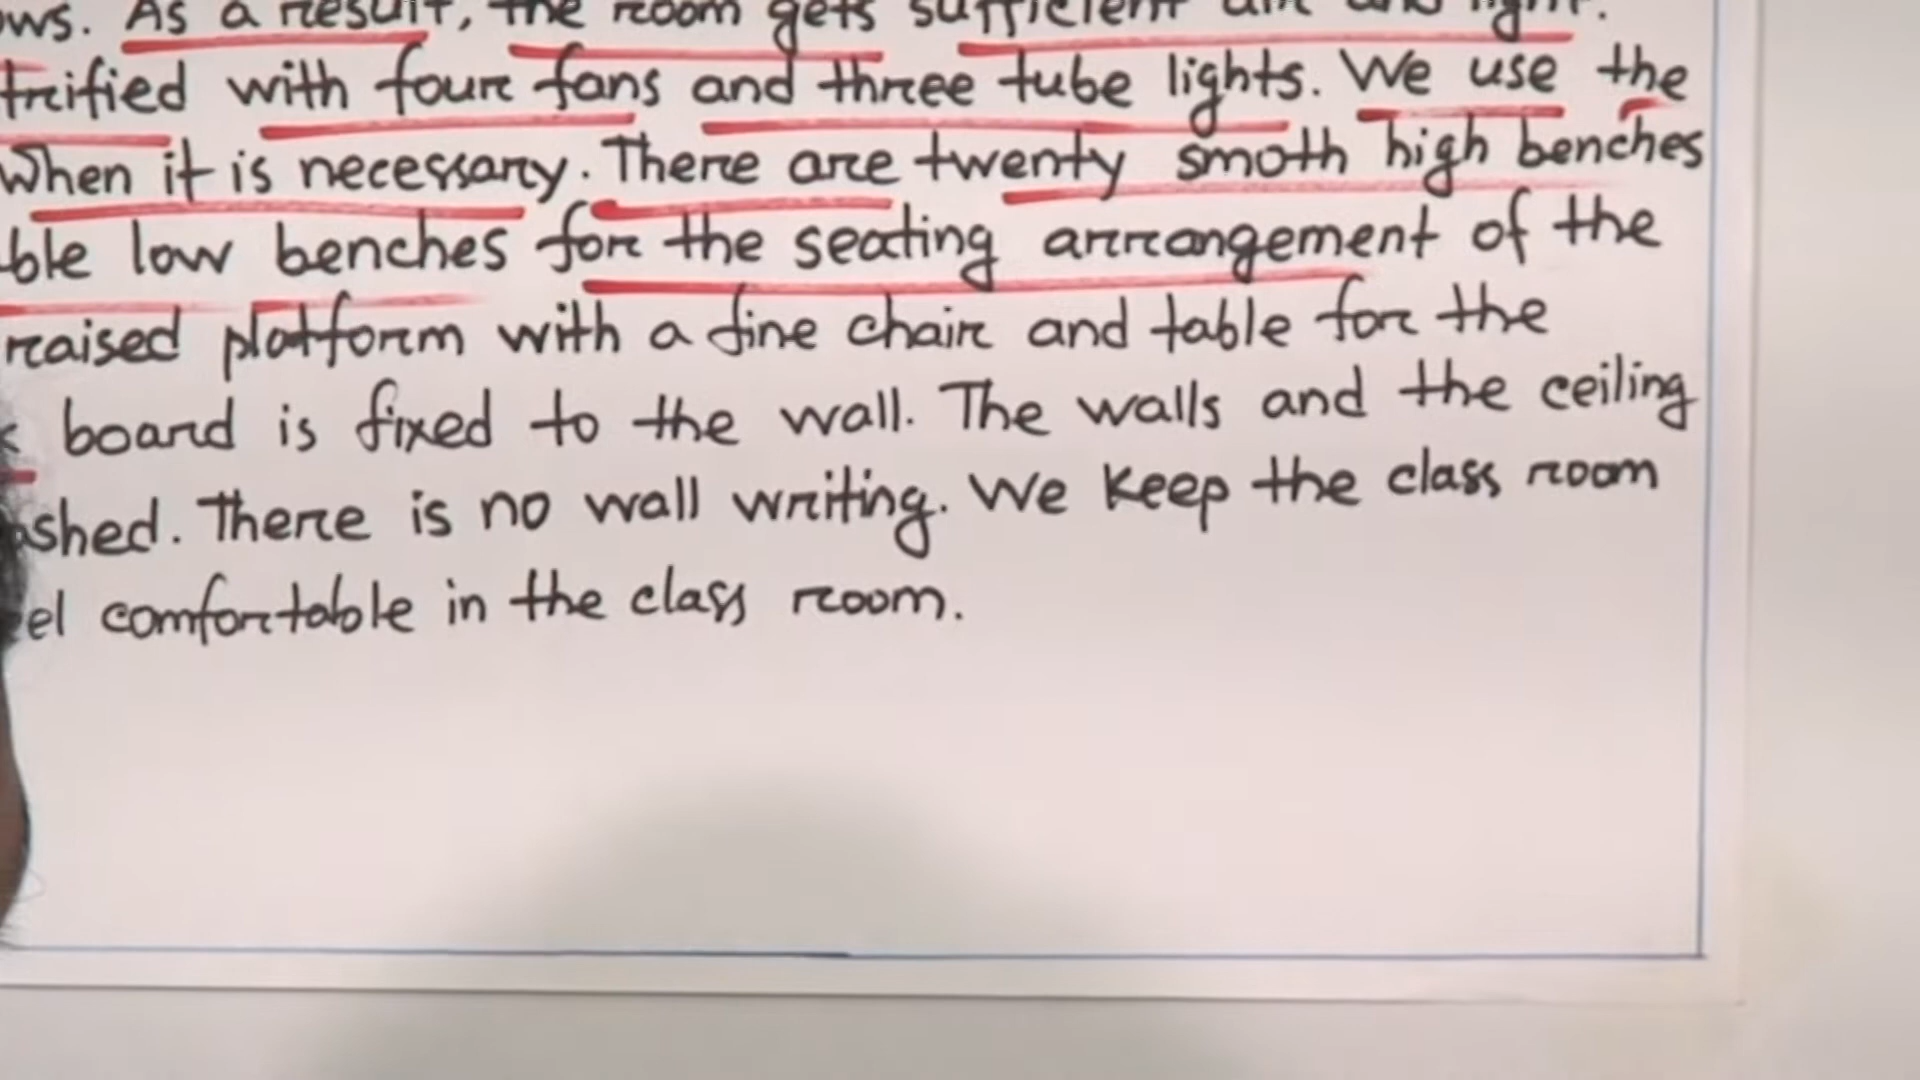 ows. As a result, the room gets sufficient air and light.
trified with four fans and three tube lights. We use the
When it is necessary. There are twenty smoth high benches
ble low benches for the seating arrangement of the
raised platform with a fine chair and table for the
k board is fixed to the wall. The walls and the ceiling
ashed. There is no wall writing. We keep the class room
el comfortable in the class room.